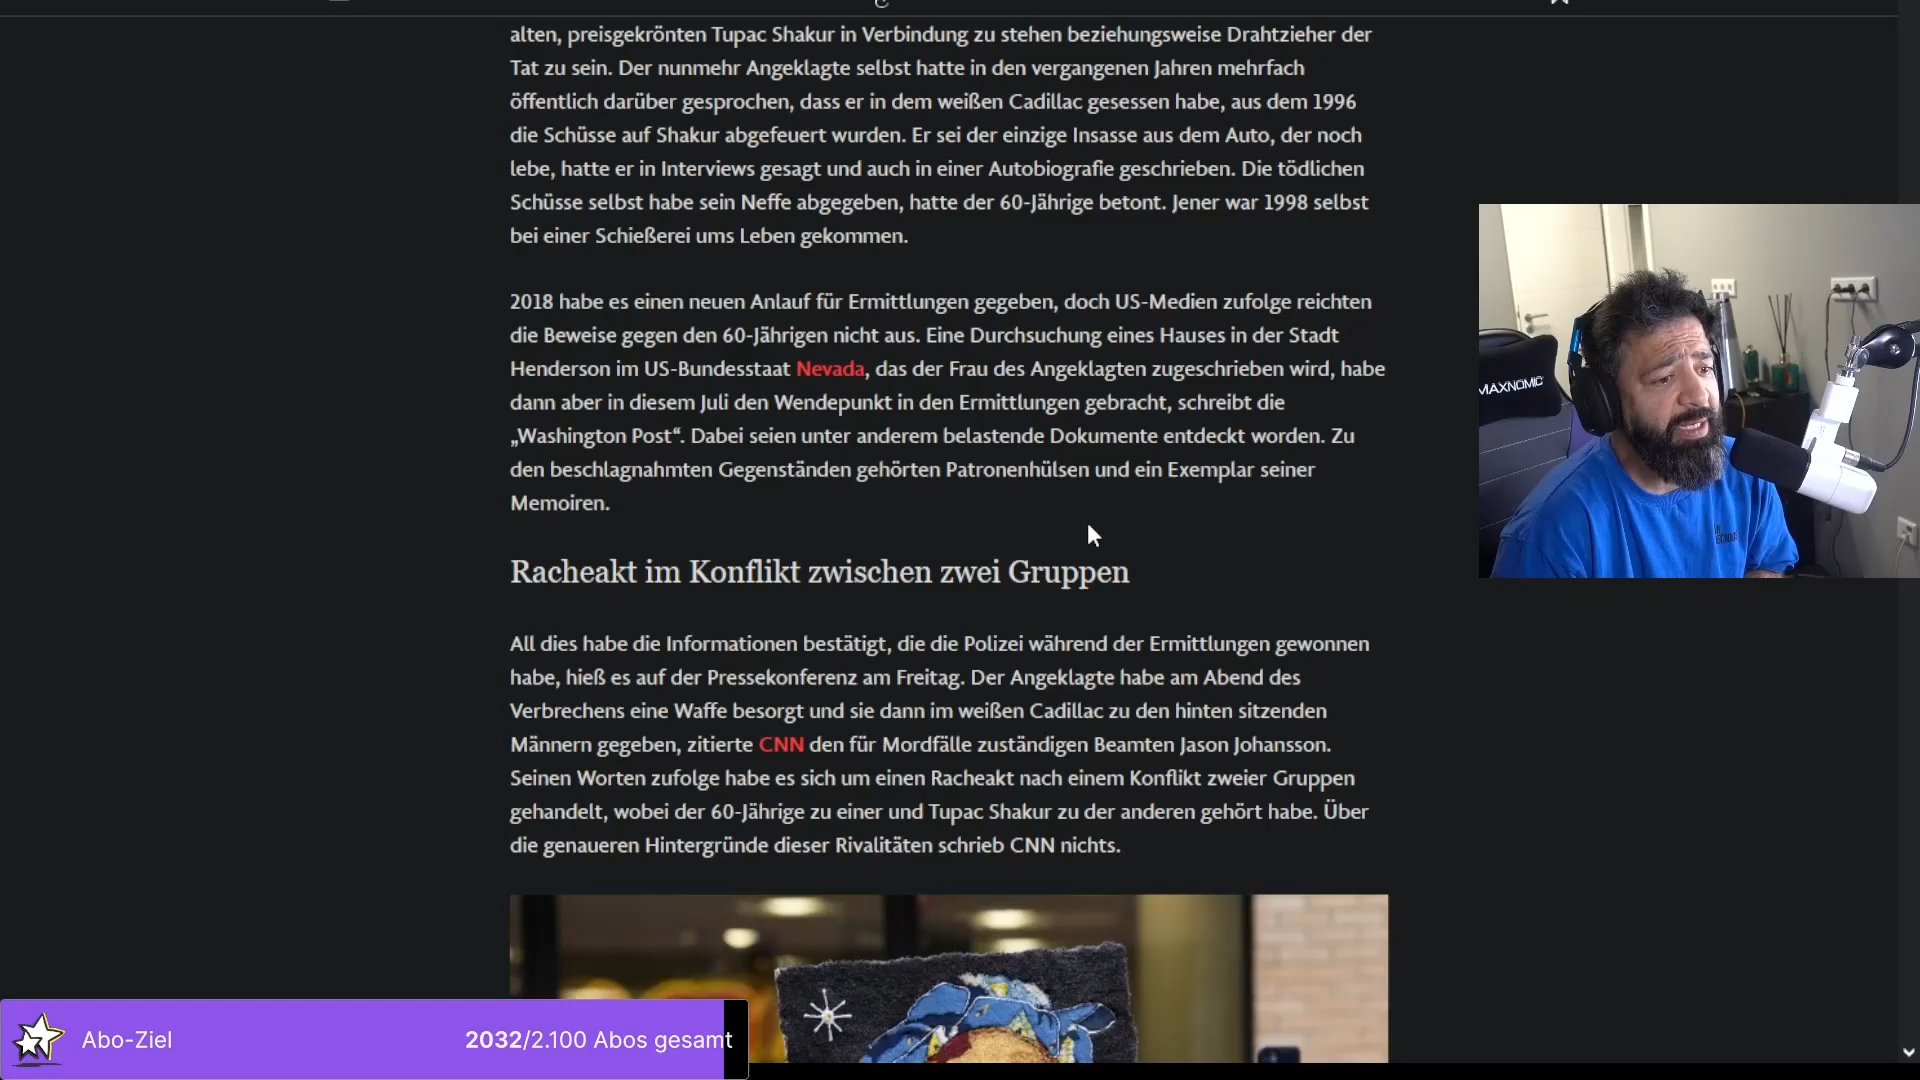 alten, preisgekrönten Tupac Shakur in Verbindung zu stehen beziehungsweise Drahtzieher der
Tat zu sein. Der nunmehr Angeklagte selbst hatte in den vergangenen Jahren mehrfach
öffentlich darüber gesprochen, dass er in dem weißen Cadillac gesessen habe, aus dem 1996
die Schüsse auf Shakur abgefeuert wurden. Er sei der einzige Insasse aus dem Auto, der noch
lebe, hatte er in Interviews gesagt und auch in einer Autobiografie geschrieben. Die tödlichen
Schüsse selbst habe sein Neffe abgegeben, hatte der 60-Jährige betont. Jener war 1998 selbst
bei einer Schießerei ums Leben gekommen.
2018 habe es einen neuen Anlauf für Ermittlungen gegeben, doch US-Medien zufolge reichten
die Beweise gegen den 60-Jährigen nicht aus. Eine Durchsuchung eines Hauses in der Stadt
Henderson im US-Bundesstaat Nevada, das der Frau des Angeklagten zugeschrieben wird, habe
dann aber in diesem Juli den Wendepunkt in den Ermittlungen gebracht, schreibt die
„Washington Post“. Dabei seien unter anderem belastende Dokumente entdeckt worden. Zu
den beschlagnahmten Gegenständen gehörten Patronenhülsen und ein Exemplar seiner
Memoiren.
Racheakt im Konflikt zwischen zwei Gruppen
All dies habe die Informationen bestätigt, die die Polizei während der Ermittlungen gewonnen
habe, hieß es auf der Pressekonferenz am Freitag. Der Angeklagte habe am Abend des
Verbrechens eine Waffe besorgt und sie dann im weißen Cadillac zu den hinten sitzenden
Männern gegeben, zitierte CNN den für Mordfälle zuständigen Beamten Jason Johansson.
Seinen Worten zufolge habe es sich um einen Racheakt nach einem Konflikt zweier Gruppen
gehandelt, wobei der 60-Jährige zu einer und Tupac Shakur zu der anderen gehört habe. Über
die genaueren Hintergründe dieser Rivalitäten schrieb CNN nichts.
MAXNOMIC
Abo-Ziel
2032/2.100 Abos gesamt